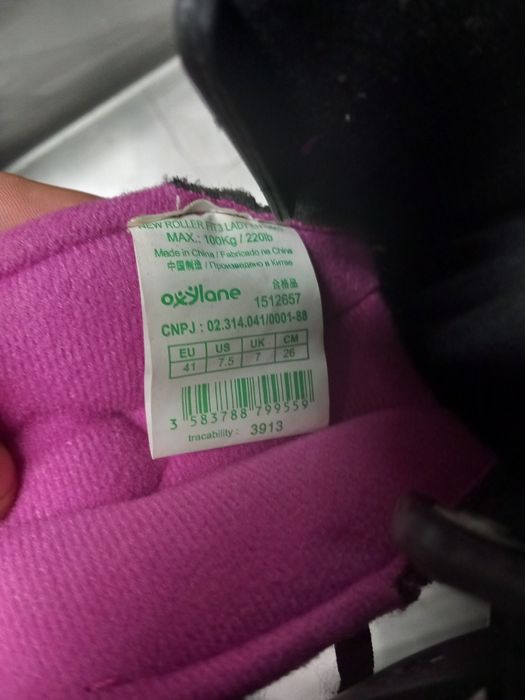 NEW ROLLER FIT3 LADY
MAX.: 100Kg / 220lb
Made in China / Fabricado na China
中国制造 / Произведено в Китае
合格品
oxylane 1512657
CNPJ : 02.314.041/0001-88
EU US UK CM
41 7.5 7 26
3 583788 799559
tracability : 3913